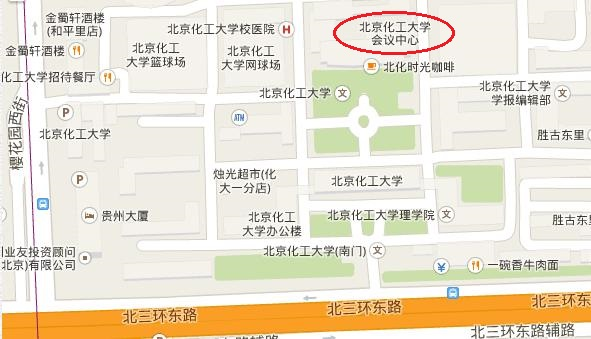 金蜀轩酒楼
(和平里店)
北京化工大学校医院
H
北京化工大学
会议中心
金蜀轩酒楼
北京化工
大学篮球场
北京化工
大学网球场
北化时光咖啡
化工大学招待餐厅
北京化工大学
文
北京化工大学
学报编辑部
文
P
ATM
樱花园西街
北京化工大学
胜古东里
P
烛光超市(化
大一分店)
北京化工大学
贵州大厦
北京化工
大学办公楼
北京化工大学理学院
文
胜古东里
业友投资顾问
北京)有限公司
北京化工大学(南门)
文
¥
一碗香牛肉面
北三环东路
北三环东路
北三环东
北三环东路辅路
P